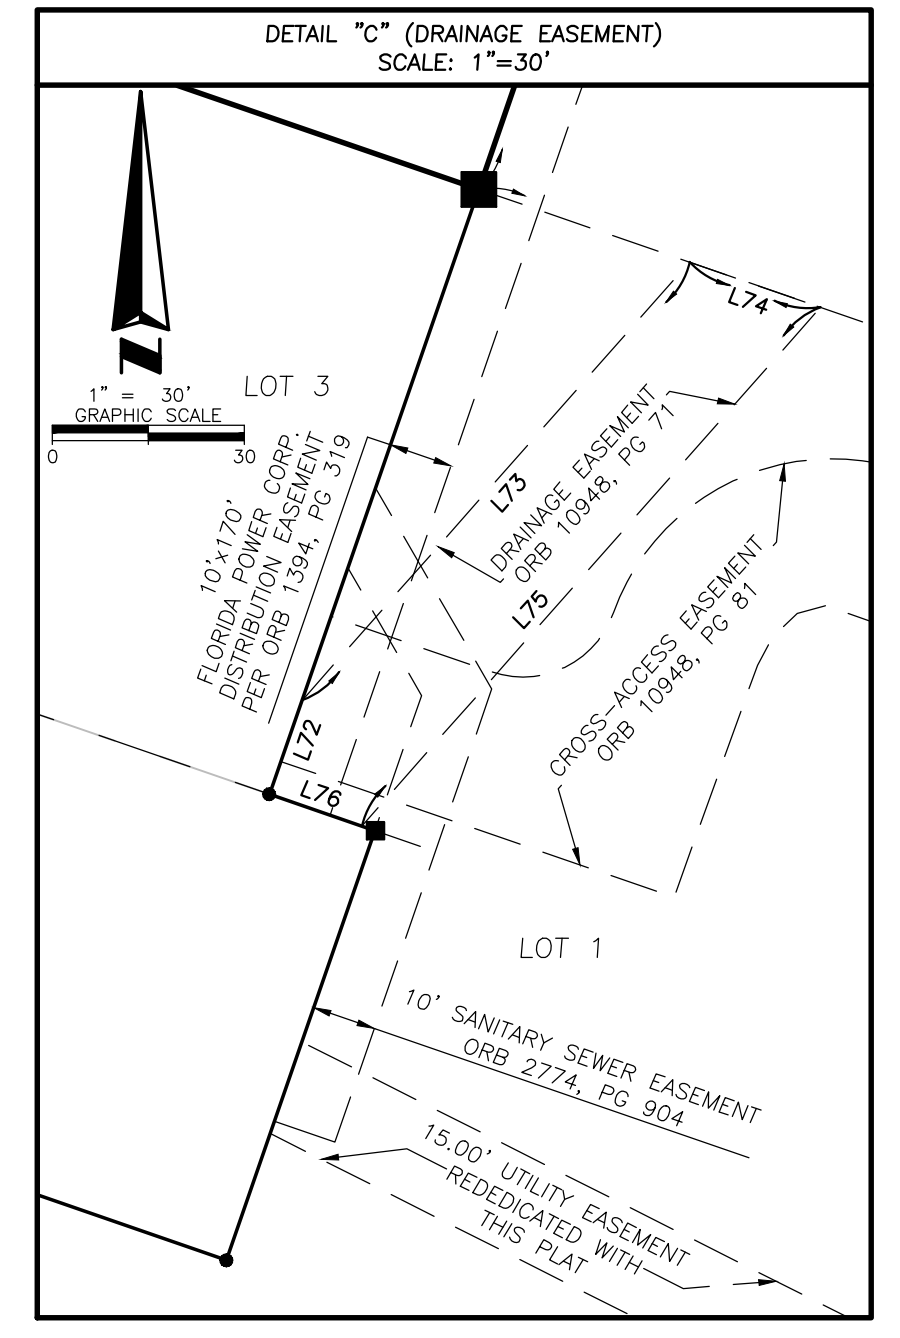 DETAIL "C" (DRAINAGE EASEMENT)
SCALE: 1"=30'
N
1" = 30'
GRAPHIC SCALE
0 30
LOT 3
L74
L73
DRAINAGE EASEMENT
ORB 10948, PG 71
L75
10'x170'
FLORIDA POWER CORP.
DISTRIBUTION EASEMENT
PER ORB 1394, PG 319
CROSS-ACCESS EASEMENT
ORB 10948, PG 81
L72
L76
LOT 1
10' SANITARY SEWER EASEMENT
ORB 2774, PG 904
15.00' UTILITY EASEMENT
REDEDICATED WITH
THIS PLAT